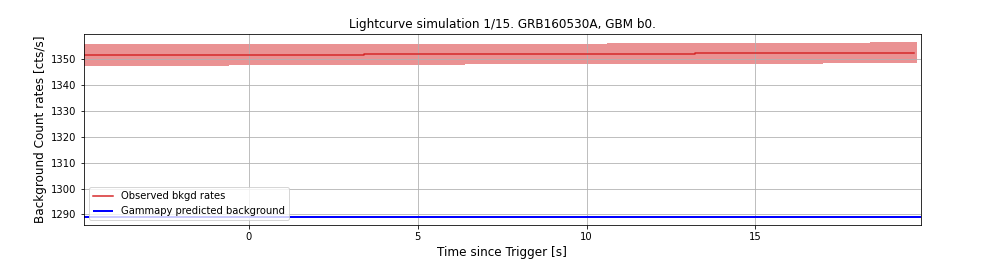 Lightcurve simulation 1/15. GRB160530A, GBM b0.
Background Count rates [cts/s]
1350
1340
1330
1320
1310
1300
1290
Observed bkgd rates
Gammapy predicted background
0 5 10 15
Time since Trigger [s]